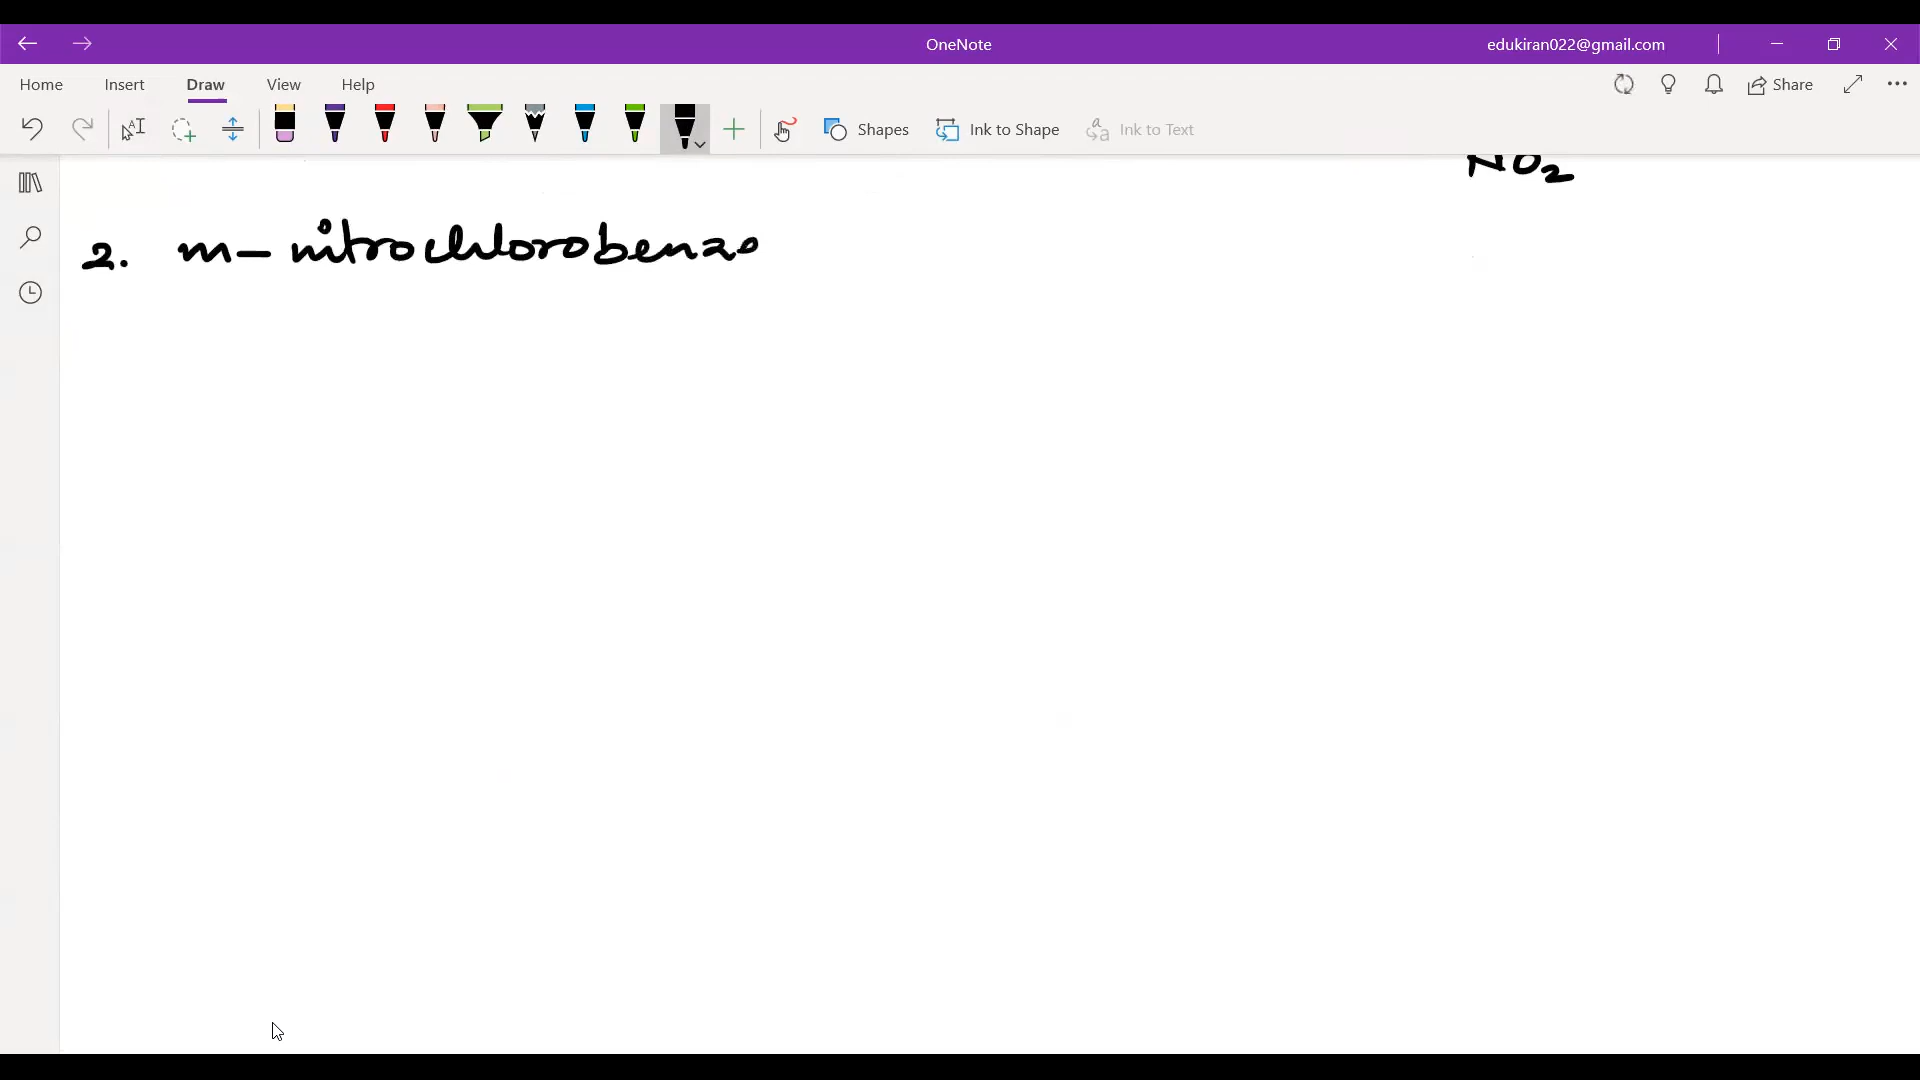 OneNote
edukiran022@gmail.com
Home Insert Draw View Help
Share
Shapes Ink to Shape Ink to Text
NO2
2. m- nitrochlorobenze